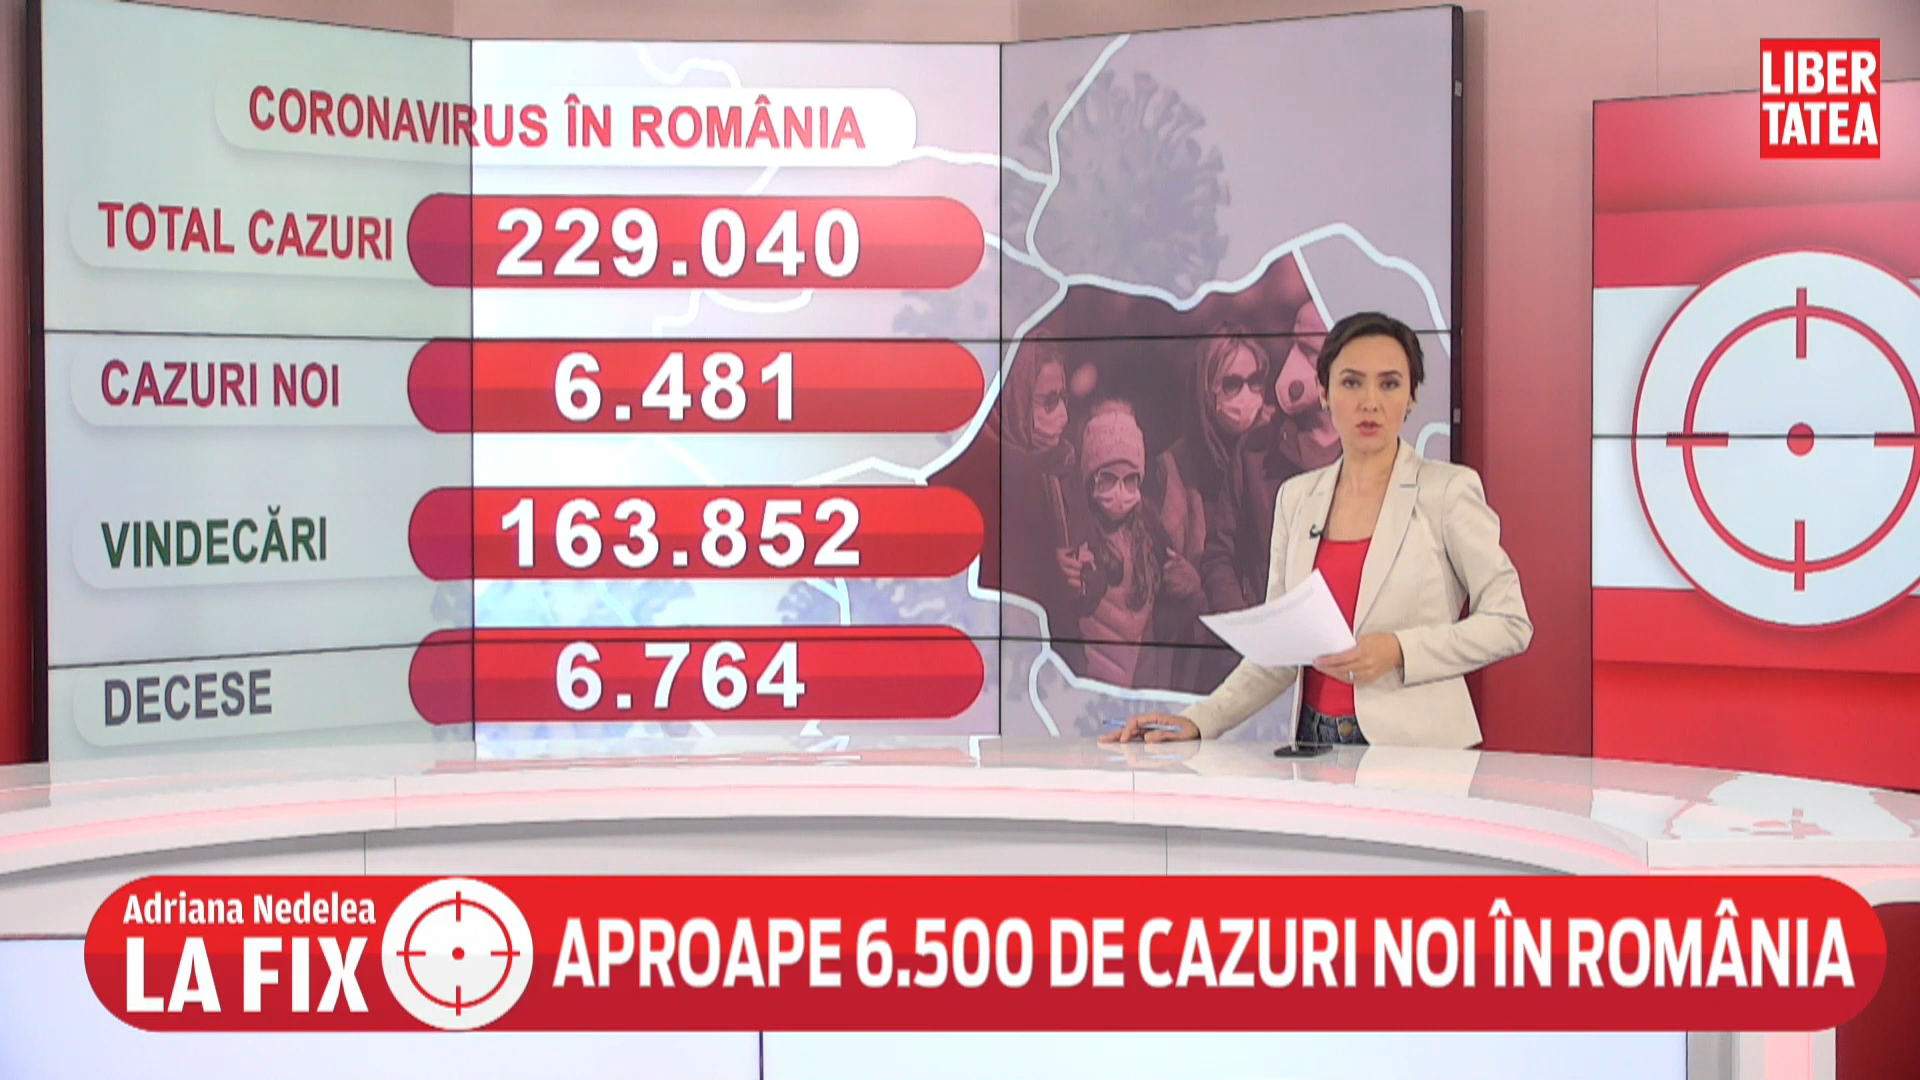 CORONAVIRUS ÎN ROMÂNIA
TOTAL CAZURI 229.040
CAZURI NOI 6.481
VINDECĂRI 163.852
DECESE 6.764
LIBER
TATEA
Adriana Nedelea
LA FIX
APROAPE 6.500 DE CAZURI NOI ÎN ROMÂNIA